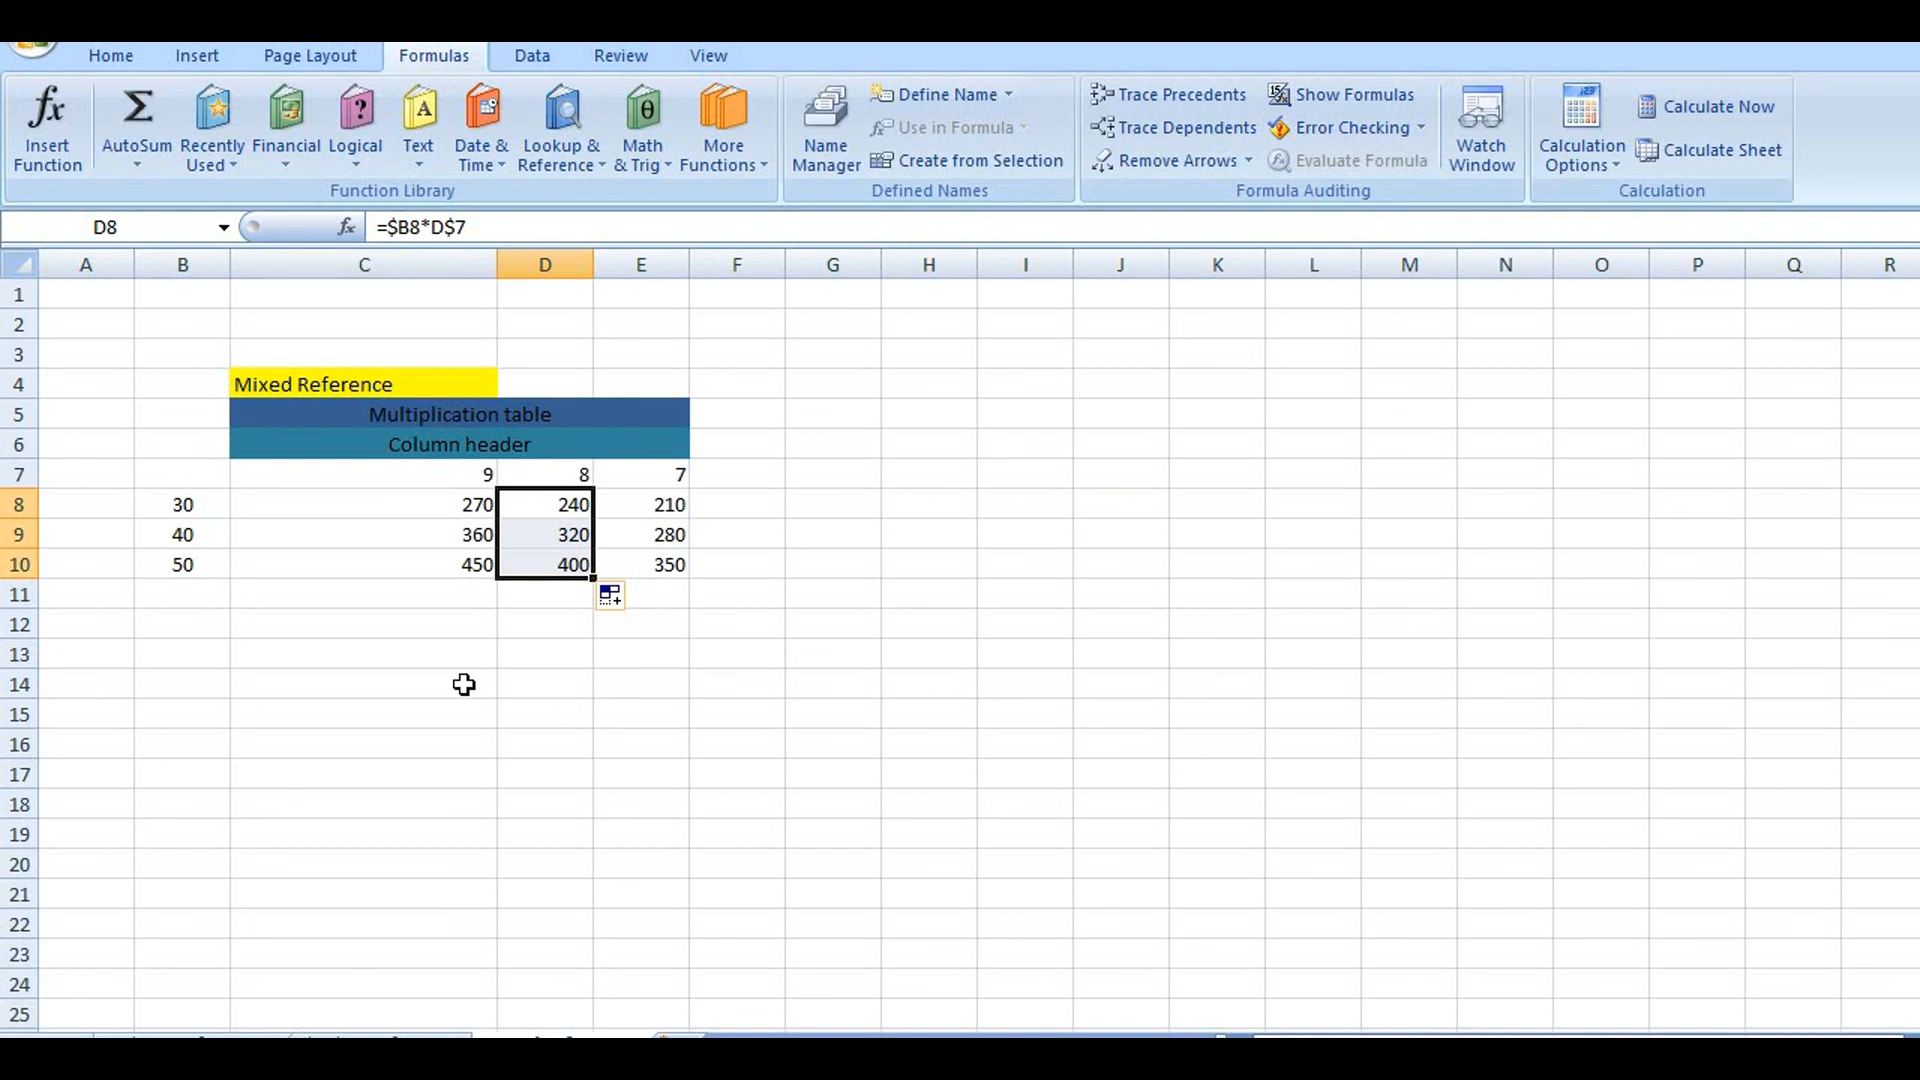 Home Insert Page Layout Formulas Data Review View
Insert Function
AutoSum
Recently Used
Financial
Logical
Text
Date & Time
Lookup & Reference
Math & Trig
More Functions
Function Library
Name Manager
Define Name
Use in Formula
Create from Selection
Defined Names
Trace Precedents
Trace Dependents
Remove Arrows
Show Formulas
Error Checking
Evaluate Formula
Formula Auditing
Watch Window
Calculation Options
Calculate Now
Calculate Sheet
Calculation
D8 fx =$B8*D$7
A B C D E F G H I J K L M N O P Q R
1
2
3
4 Mixed Reference
5 Multiplication table
6 Column header
7 9 8 7
8 30 270 240 210
9 40 360 320 280
10 50 450 400 350
11
12
13
14
15
16
17
18
19
20
21
22
23
24
25